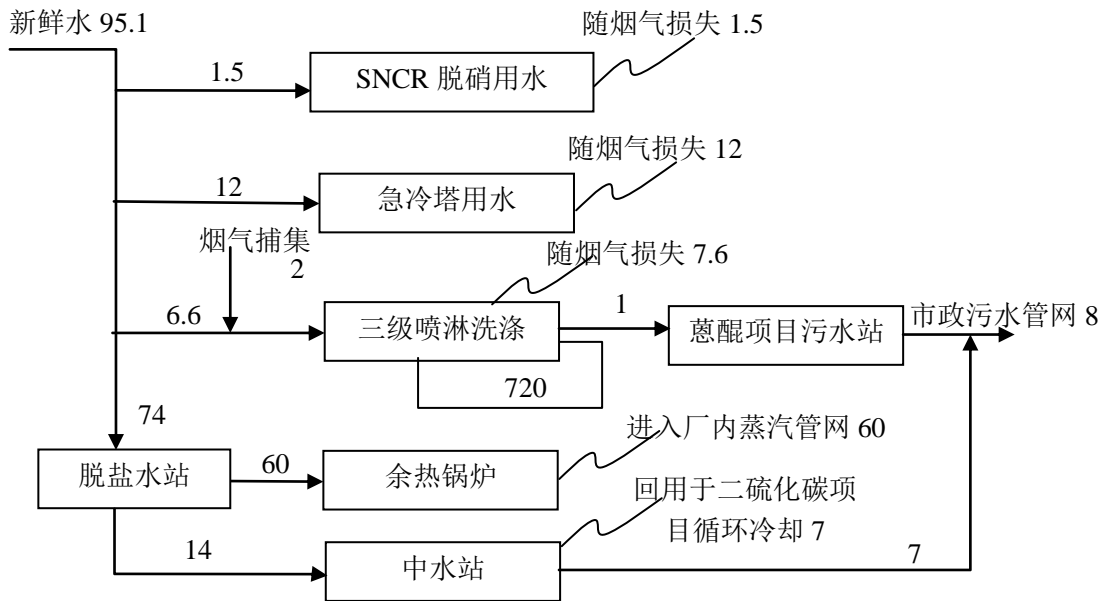 新鲜水 95.1
随烟气损失 1.5
1.5
SNCR 脱硝用水
随烟气损失 12
12
急冷塔用水
烟气捕集
2
随烟气损失 7.6
6.6
三级喷淋洗涤
1
蒽醌项目污水站
市政污水管网 8
720
74
进入厂内蒸汽管网 60
脱盐水站
60
余热锅炉
回用于二硫化碳项
目循环冷却 7
14
中水站
7